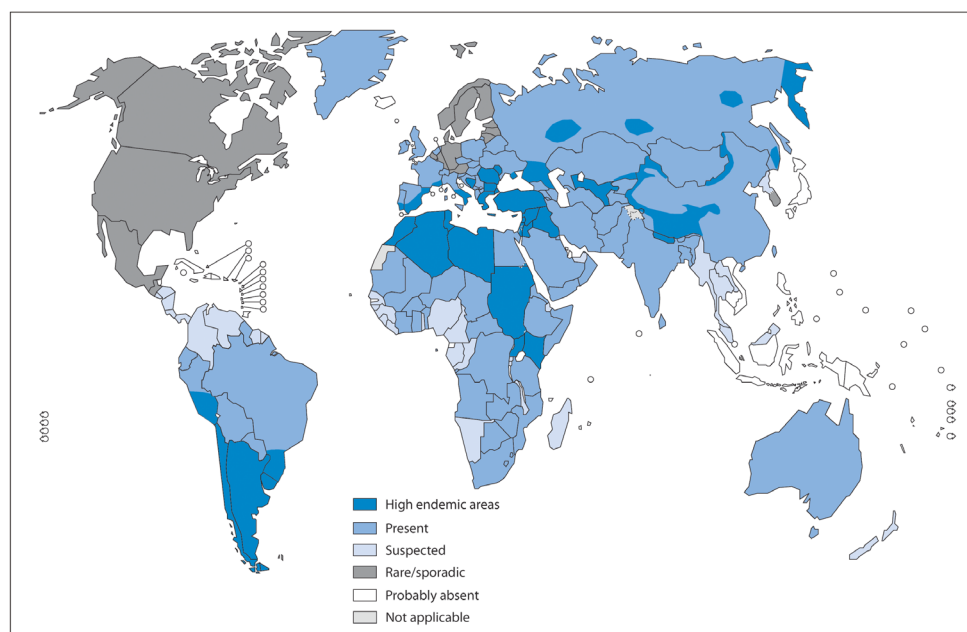 High endemic areas
Present
Suspected
Rare/sporadic
Probably absent
Not applicable